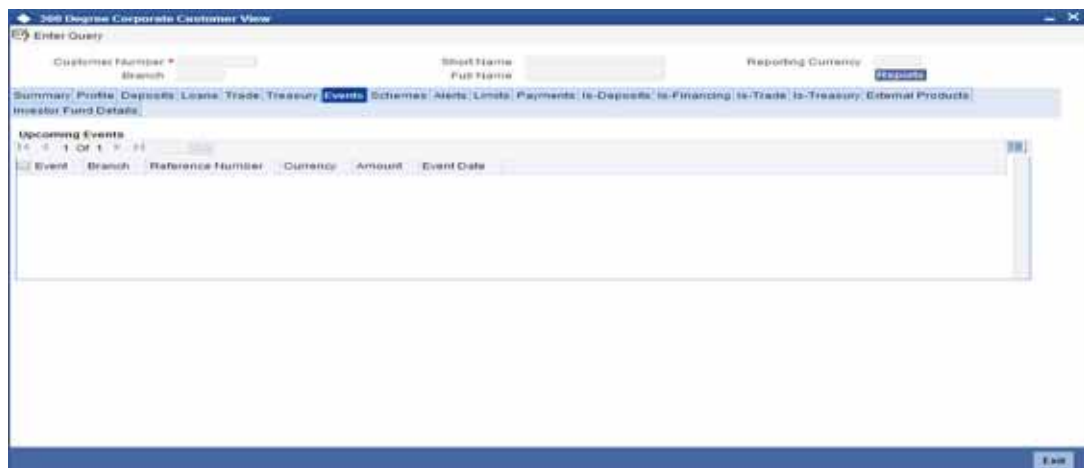 360 Degree Corporate Customer View
Enter Query
Customer Number * Short Name Reporting Currency
Branch Full Name Reports
Summary Profile Deposits Loans Trade Treasury Events Schemes Alerts Limits Payments Is-Deposits Is-Financing Is-Trade Is-Treasury External Products
Investor Fund Details
Upcoming Events
1 Of 1
Event Branch Reference Number Currency Amount Event Date
Exit